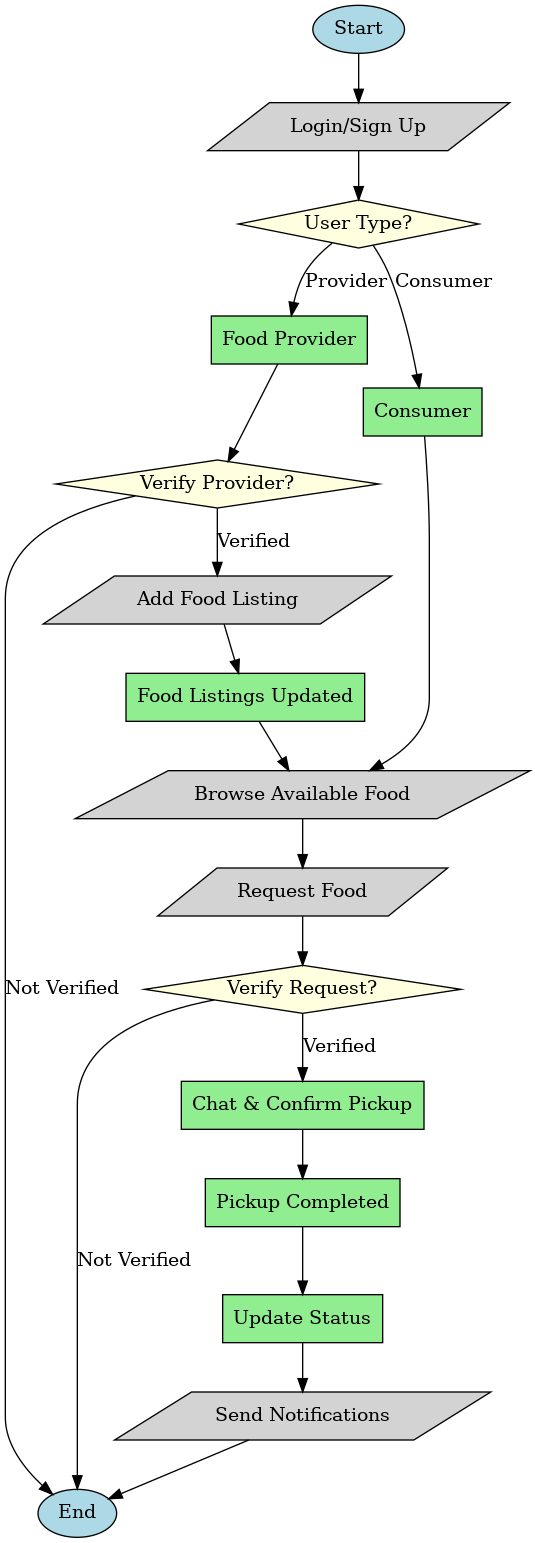 Start
Login/Sign Up
User Type?
Provider
Consumer
Food Provider
Consumer
Verify Provider?
Verified
Add Food Listing
Food Listings Updated
Browse Available Food
Request Food
Not Verified
Verify Request?
Verified
Chat & Confirm Pickup
Pickup Completed
Not Verified
Update Status
Send Notifications
End